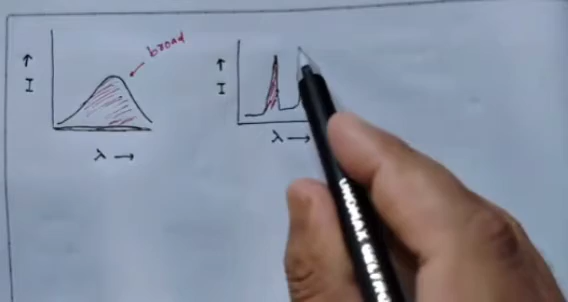 broad
↑
I
λ →
↑
I
λ →
UNOMAX